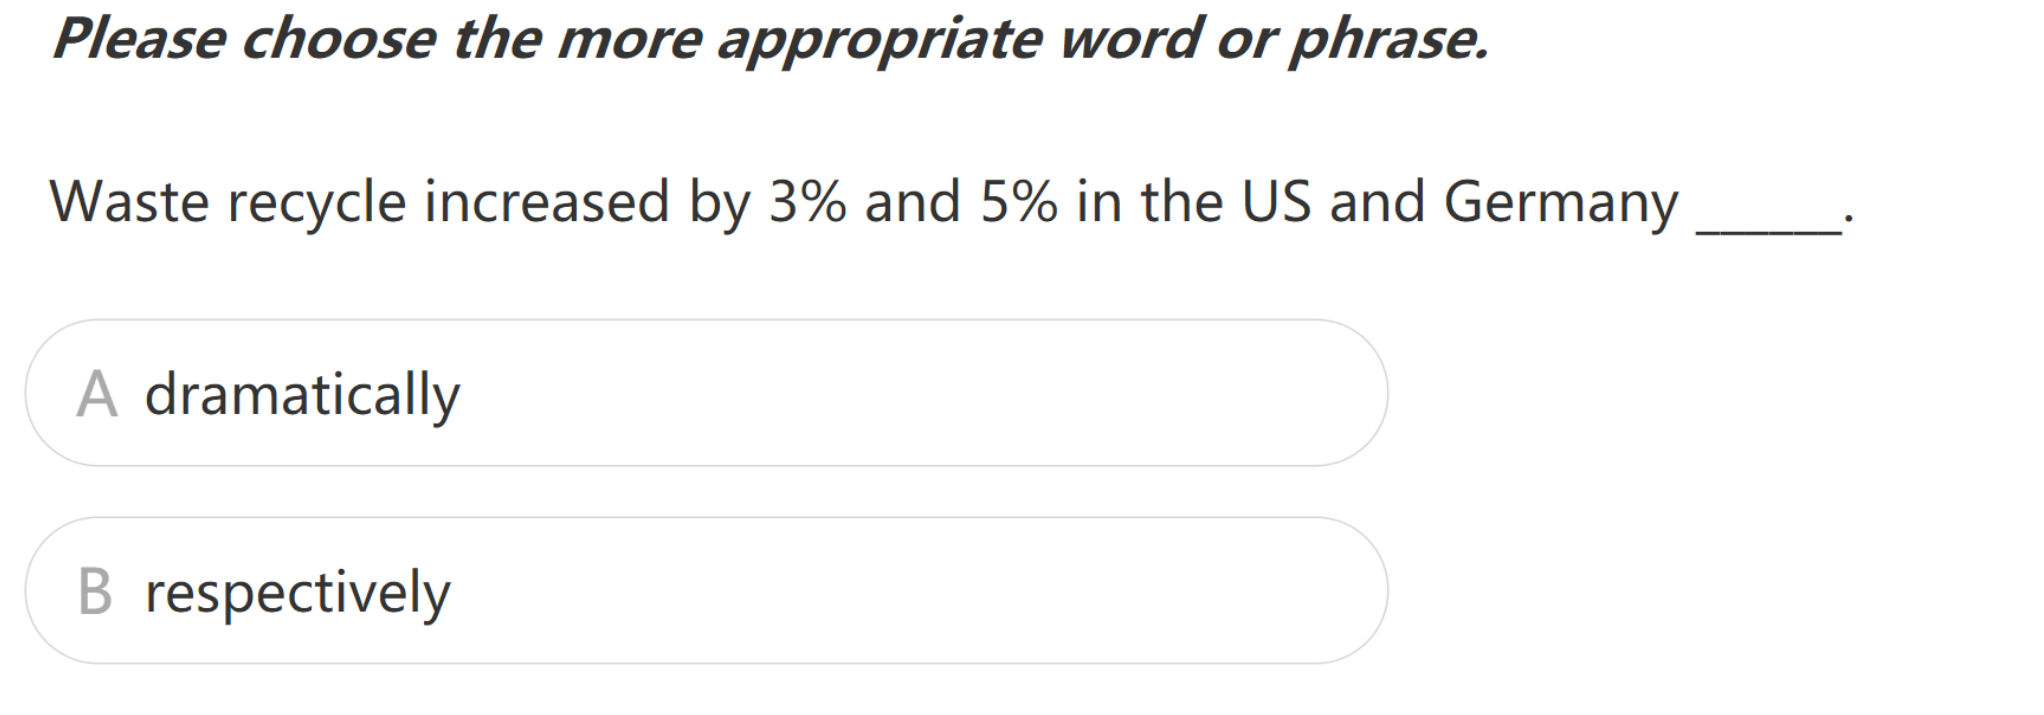 Please choose the more appropriate word or phrase.
Waste recycle increased by 3% and 5% in the US and Germany ______.
A dramatically
B respectively